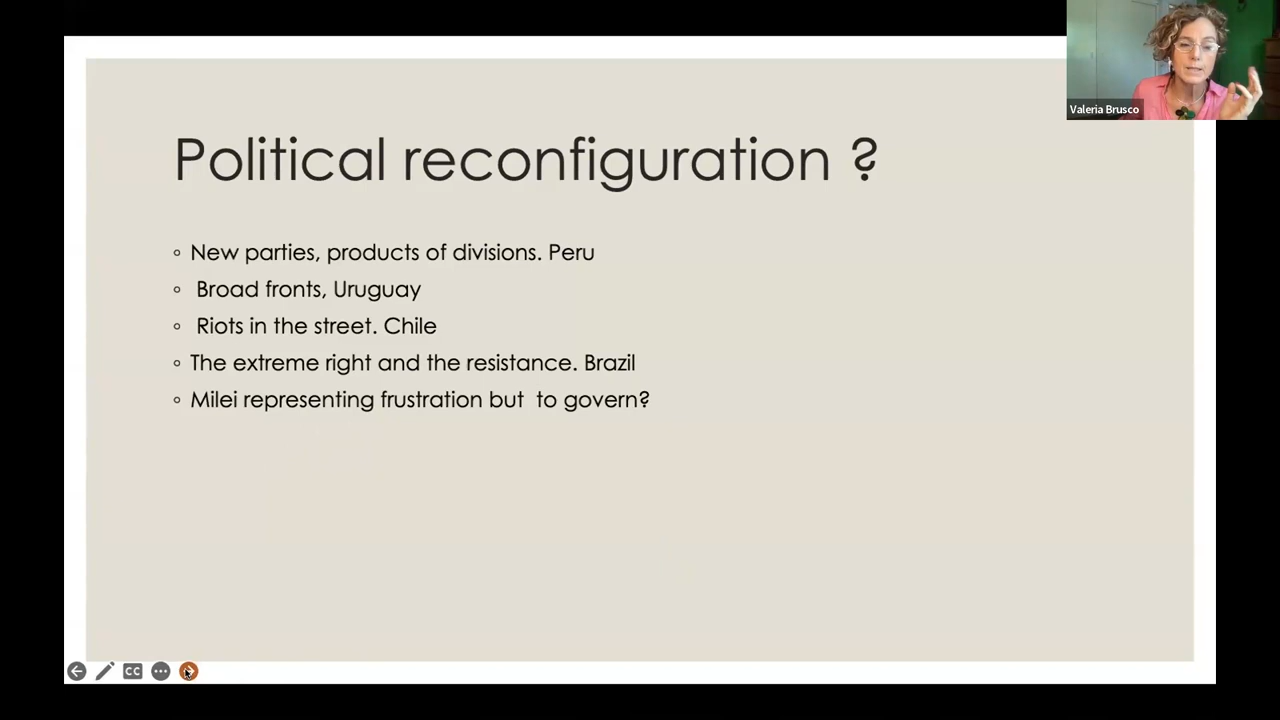 Valeria Brusco
Political reconfiguration ?
◦ New parties, products of divisions. Peru
◦ Broad fronts, Uruguay
◦ Riots in the street. Chile
◦ The extreme right and the resistance. Brazil
◦ Milei representing frustration but  to govern?
CC